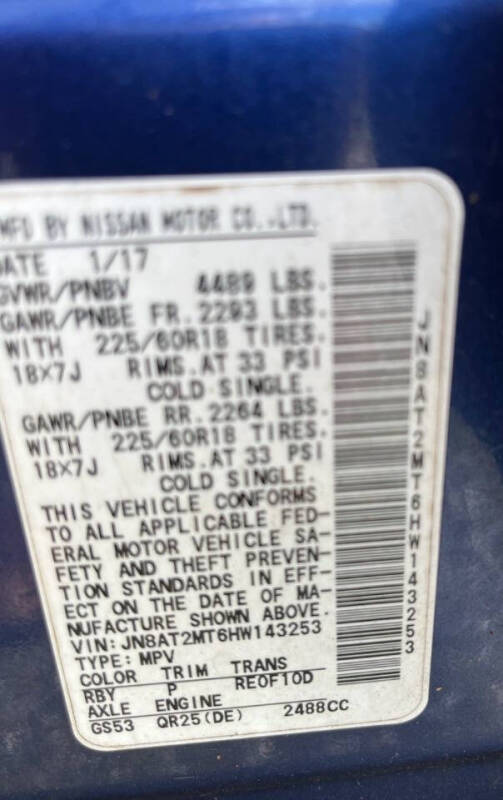 MFD BY NISSAN MOTOR CO.,LTD.
DATE 1/17
GVWR/PNBV 4489 LBS.
GAWR/PNBE FR. 2293 LBS.
WITH 225/60R18 TIRES.
18X7J RIMS. AT 33 PSI
COLD SINGLE.
GAWR/PNBE RR. 2264 LBS.
WITH 225/60R18 TIRES.
18X7J RIMS. AT 33 PSI
COLD SINGLE.
THIS VEHICLE CONFORMS
TO ALL APPLICABLE FED-
ERAL MOTOR VEHICLE SA-
FETY AND THEFT PREVEN-
TION STANDARDS IN EFF-
ECT ON THE DATE OF MA-
NUFACTURE SHOWN ABOVE.
VIN: JN8AT2MT6HW143253
TYPE: MPV
COLOR TRIM TRANS
RBY P RE0F10D
AXLE ENGINE
GS53 QR25(DE) 2488CC
JN8AT2MT6HW143253